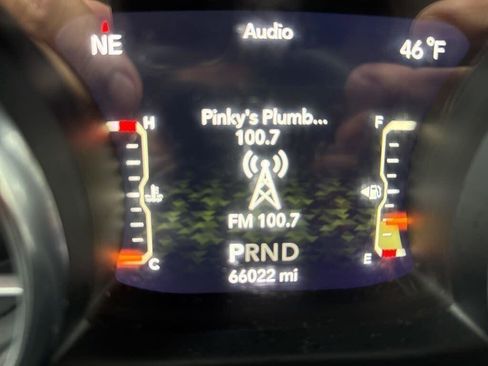 NE
Audio
46 °F
H
Pinky's Plumb...
100.7
F
FM 100.7
PRND
C
E
66022 mi